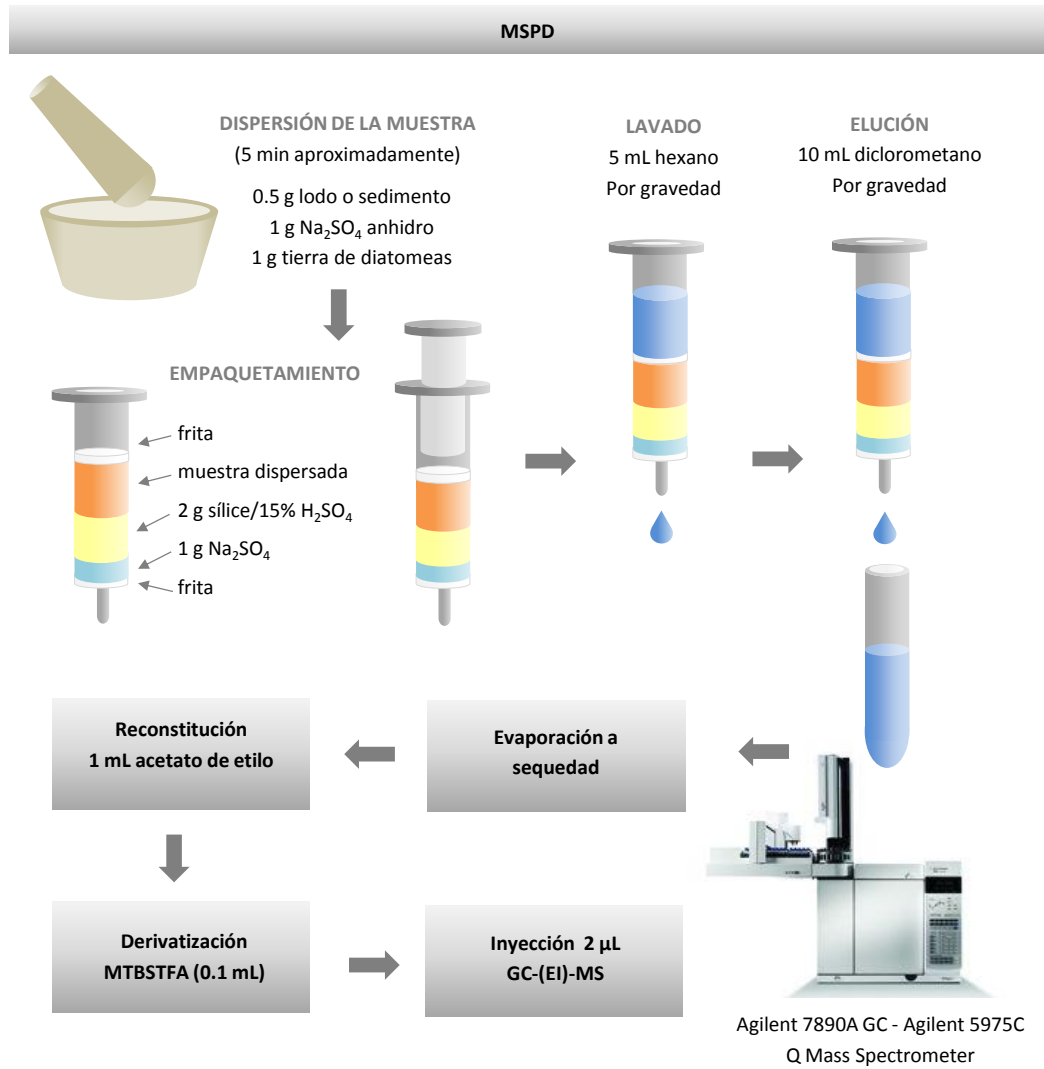 MSPD
DISPERSIÓN DE LA MUESTRA
(5 min aproximadamente)
0.5 g lodo o sedimento
1 g Na₂SO₄ anhidro
1 g tierra de diatomeas
LAVADO
5 mL hexano
Por gravedad
ELUCIÓN
10 mL diclorometano
Por gravedad
EMPAQUETAMIENTO
frita
muestra dispersada
2 g sílice/15% H₂SO₄
1 g Na₂SO₄
frita
Reconstitución
1 mL acetato de etilo
Evaporación a
sequedad
Derivatización
MTBSTFA (0.1 mL)
Inyección 2 µL
GC-(EI)-MS
Agilent 7890A GC - Agilent 5975C
Q Mass Spectrometer